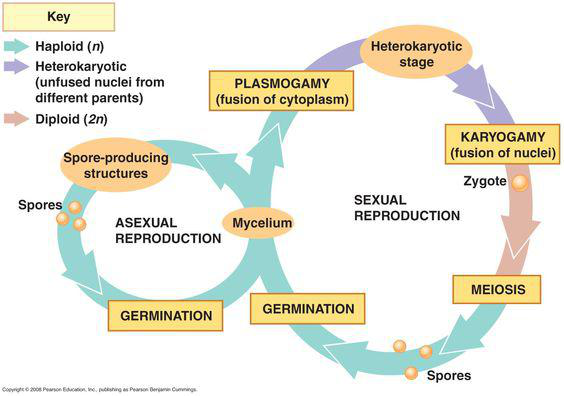 Key
Haploid (n)
Heterokaryotic
(unfused nuclei from
different parents)
Diploid (2n)
Heterokaryotic
stage
PLASMOGAMY
(fusion of cytoplasm)
KARYOGAMY
(fusion of nuclei)
Zygote
Spore-producing
structures
Spores
ASEXUAL
REPRODUCTION
Mycelium
SEXUAL
REPRODUCTION
GERMINATION
GERMINATION
MEIOSIS
Spores
Copyright © 2008 Pearson Education, Inc., publishing as Pearson Benjamin Cummings.